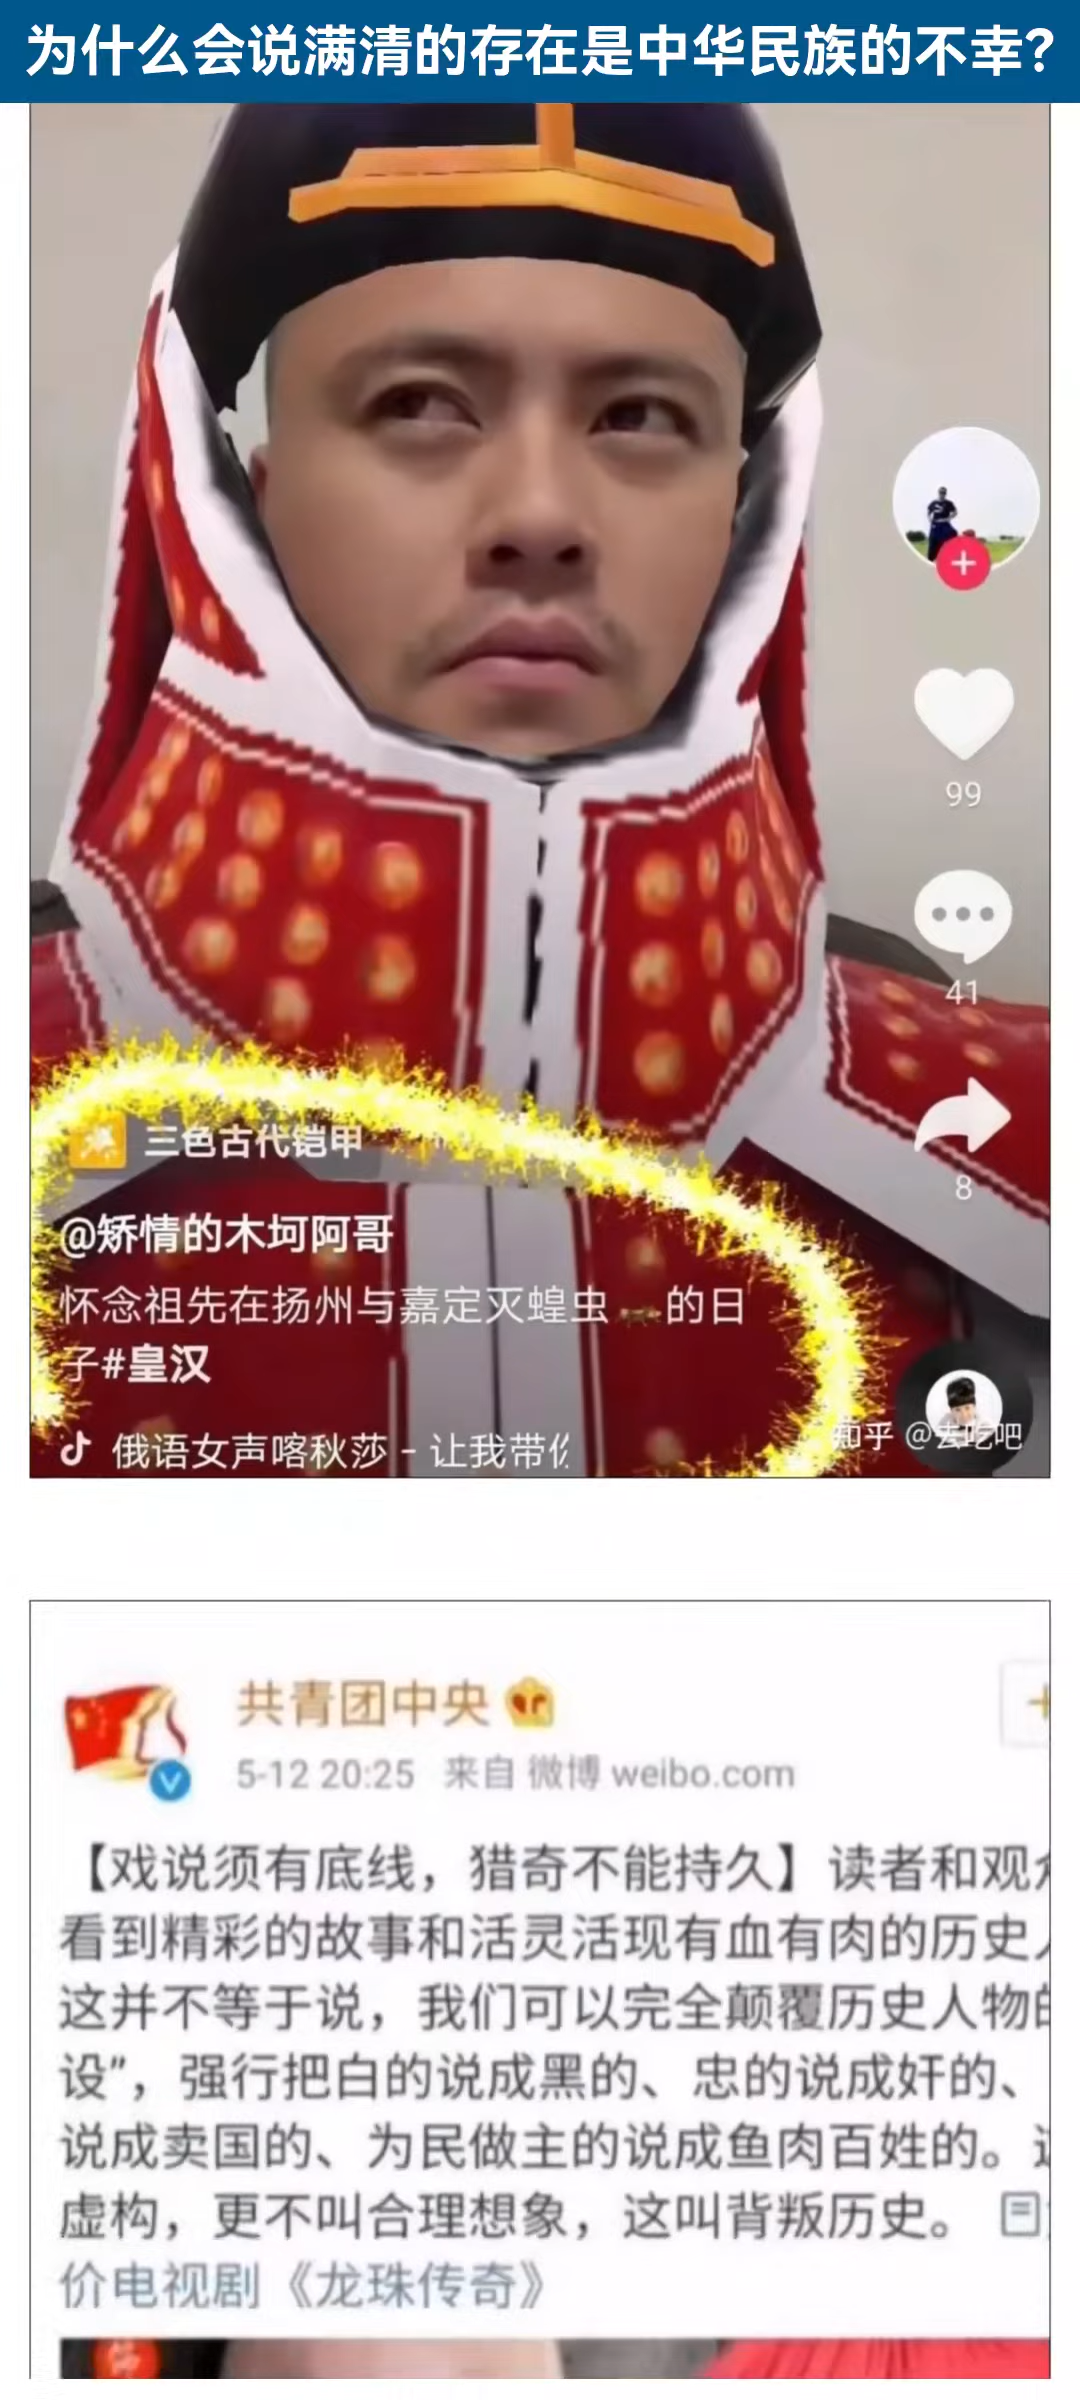 为什么会说满清的存在是中华民族的不幸?
99
41
8
三色古代铠甲
@矫情的木坷阿哥
怀念祖先在扬州与嘉定灭蝗虫 的日
子#皇汉
俄语女声喀秋莎 - 让我带
知乎 @去吃吧
共青团中央
5-12 20:25 来自 微博 weibo.com
【戏说须有底线，猎奇不能持久】读者和观
看到精彩的故事和活灵活现有血有肉的历史
这并不等于说，我们可以完全颠覆历史人物
设”，强行把白的说成黑的、忠的说成奸的、
说成卖国的、为民做主的说成鱼肉百姓的。
虚构，更不叫合理想象，这叫背叛历史。
价电视剧《龙珠传奇》